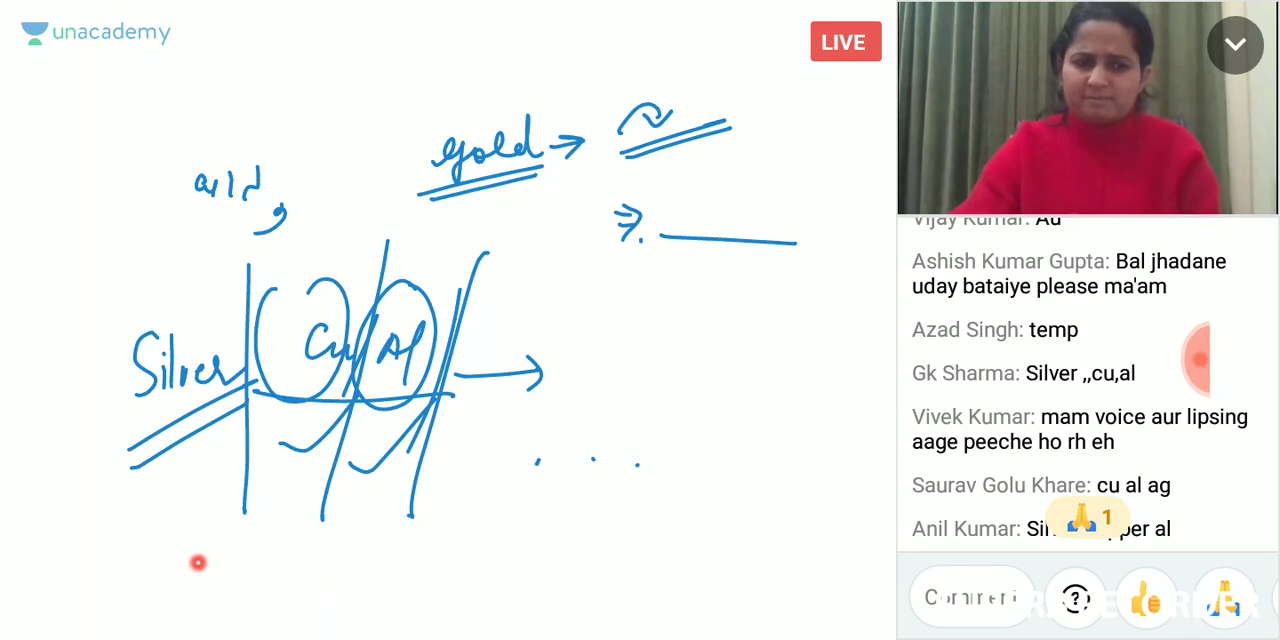 unacademy
LIVE
gold →
Silver Cu Al
Vijay Kumar: Au
Ashish Kumar Gupta: Bal jhadane
uday bataiye please ma'am
Azad Singh: temp
Gk Sharma: Silver ,,cu,al
Vivek Kumar: mam voice aur lipsing
aage peeche ho rh eh
Saurav Golu Khare: cu al ag
1
Anil Kumar: al